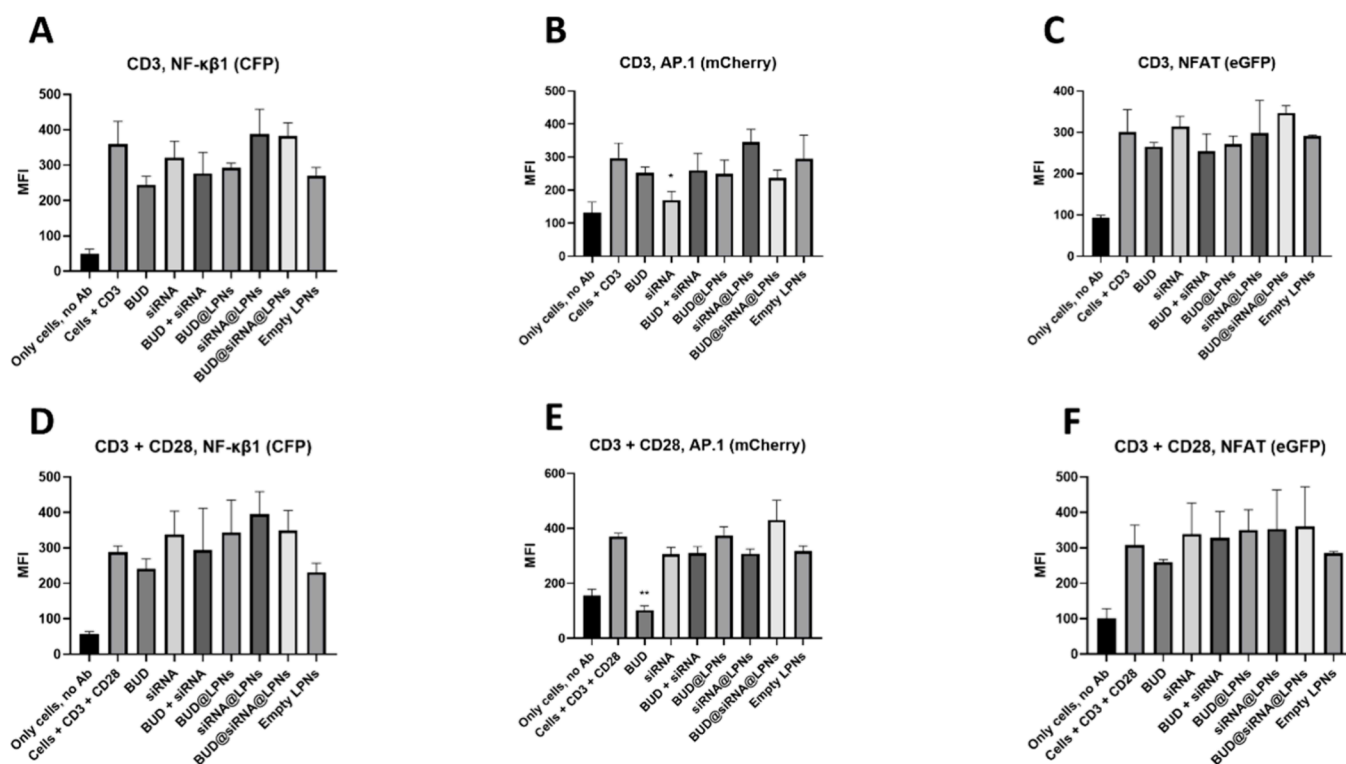 A
CD3, NF-κβ1 (CFP)
MFI
500
400
300
200
100
0
Only cells, no Ab
Cells + CD3
BUD
siRNA
BUD + siRNA
BUD@LPNs
siRNA@LPNs
BUD@siRNA@LPNs
Empty LPNs
B
CD3, AP.1 (mCherry)
MFI
500
400
300
200
100
0
*
Only cells, no Ab
Cells + CD3
BUD
siRNA
BUD + siRNA
BUD@LPNs
siRNA@LPNs
BUD@siRNA@LPNs
Empty LPNs
C
CD3, NFAT (eGFP)
MFI
400
300
200
100
0
Only cells, no Ab
Cells + CD3
BUD
siRNA
BUD + siRNA
BUD@LPNs
siRNA@LPNs
BUD@siRNA@LPNs
Empty LPNs
D
CD3 + CD28, NF-κβ1 (CFP)
MFI
500
400
300
200
100
0
Only cells, no Ab
Cells + CD3 + CD28
BUD
siRNA
BUD + siRNA
BUD@LPNs
siRNA@LPNs
BUD@siRNA@LPNs
Empty LPNs
E
CD3 + CD28, AP.1 (mCherry)
MFI
600
400
200
0
**
Only cells, no Ab
Cells + CD3 + CD28
BUD
siRNA
BUD + siRNA
BUD@LPNs
siRNA@LPNs
BUD@siRNA@LPNs
Empty LPNs
F
CD3 + CD28, NFAT (eGFP)
MFI
500
400
300
200
100
0
Only cells, no Ab
Cells + CD3 + CD28
BUD
siRNA
BUD + siRNA
BUD@LPNs
siRNA@LPNs
BUD@siRNA@LPNs
Empty LPNs